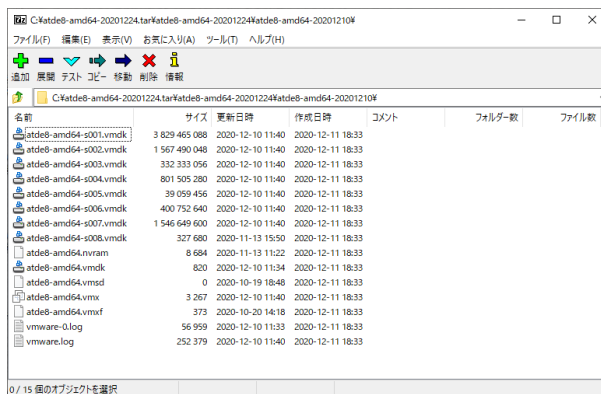 C:¥atde8-amd64-20201224.tar¥atde8-amd64-20201224¥atde8-amd64-20201210¥
ファイル(F) 編集(E) 表示(V) お気に入り(A) ツール(T) ヘルプ(H)
追加 展開 テスト コピー 移動 削除 情報
C:¥atde8-amd64-20201224.tar¥atde8-amd64-20201224¥atde8-amd64-20201210¥
名前 サイズ 更新日時 作成日時 コメント フォルダー数 ファイル数
atde8-amd64-s001.vmdk 3 829 465 088 2020-12-10 11:40 2020-12-11 18:33
atde8-amd64-s002.vmdk 1 567 490 048 2020-12-10 11:40 2020-12-11 18:33
atde8-amd64-s003.vmdk 332 333 056 2020-12-10 11:40 2020-12-11 18:33
atde8-amd64-s004.vmdk 801 505 280 2020-12-10 11:40 2020-12-11 18:33
atde8-amd64-s005.vmdk 39 059 456 2020-12-10 11:40 2020-12-11 18:33
atde8-amd64-s006.vmdk 400 752 640 2020-12-10 11:40 2020-12-11 18:33
atde8-amd64-s007.vmdk 1 546 649 600 2020-12-10 11:40 2020-12-11 18:33
atde8-amd64-s008.vmdk 327 680 2020-11-13 15:50 2020-12-11 18:33
atde8-amd64.nvram 8 684 2020-11-13 11:22 2020-12-11 18:33
atde8-amd64.vmdk 820 2020-12-10 11:34 2020-12-11 18:33
atde8-amd64.vmsd 0 2020-10-19 18:48 2020-12-11 18:33
atde8-amd64.vmx 3 267 2020-12-10 11:40 2020-12-11 18:33
atde8-amd64.vmxf 373 2020-10-20 14:18 2020-12-11 18:33
vmware-0.log 56 959 2020-12-10 11:33 2020-12-11 18:33
vmware.log 252 379 2020-12-10 11:40 2020-12-11 18:33
0 / 15 個のオブジェクトを選択